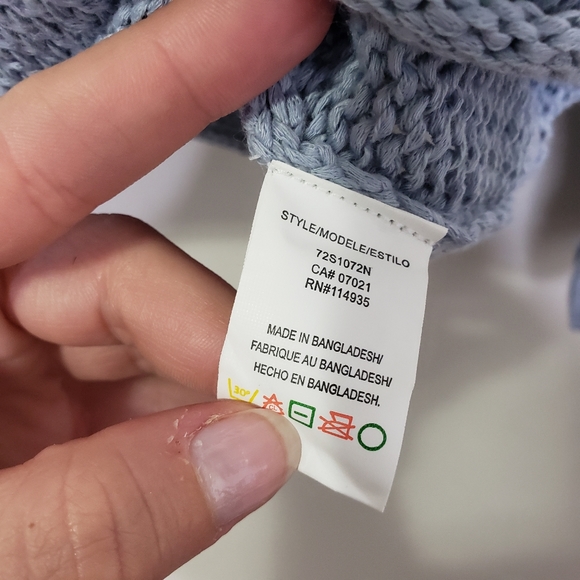 STYLE/MODELE/ESTILO
72S1072N
CA# 07021
RN#114935
MADE IN BANGLADESH/
FABRIQUE AU BANGLADESH/
HECHO EN BANGLADESH.
30°